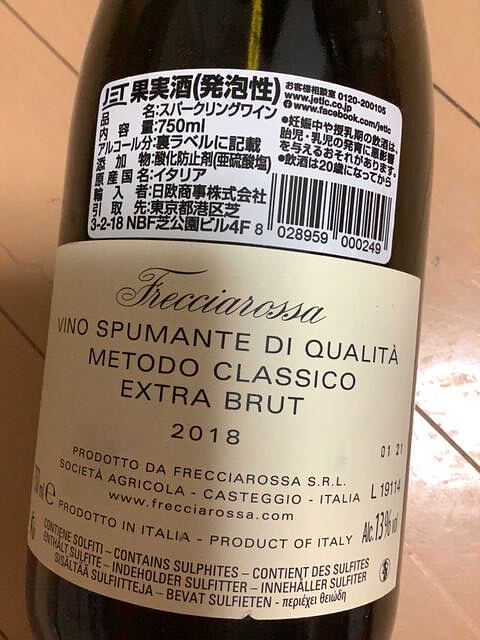 JET 果実酒(発泡性)
お客様相談室 0120-200105
www.jetlc.co.jp
www.facebook.com/jetlc
品名:スパークリングワイン
内容量:750ml
アルコール分:裏ラベルに記載
添加物:酸化防止剤(亜硫酸塩)
原産国名:イタリア
輸入者:日欧商事株式会社
引取先:東京都港区芝
3-2-18 NBF芝公園ビル4F
●妊娠中や授乳期の飲酒は、
胎児・乳児の発育に悪影響
を与えるおそれがあります。
●飲酒は20歳になってから
8 028959 000249
Frecciarossa
VINO SPUMANTE DI QUALITÀ
METODO CLASSICO
EXTRA BRUT
2018
01 21
PRODOTTO DA FRECCIAROSSA S.R.L.
SOCIETÀ AGRICOLA - CASTEGGIO - ITALIA
L 19114
www.frecciarossa.com
PRODOTTO IN ITALIA - PRODUCT OF ITALY
Alc. 13% vol
CONTIENE SOLFITI – CONTAINS SULPHITES – CONTIENT DES SULFITES
ENTHÄLT SULFITE – INDEHOLDER SULFITTER – INNEHÅLLER SULFITER
SISÄLTÄÄ SULFIITTEJA – BEVAT SULFIETEN - περιέχει θειώδη